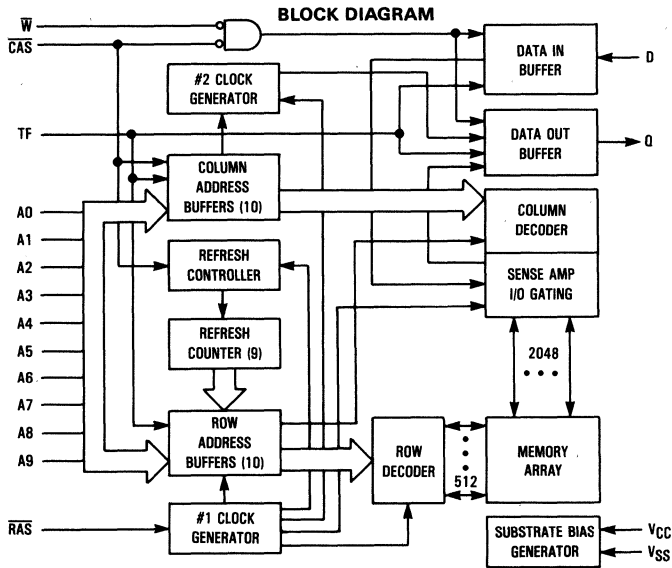 BLOCK DIAGRAM
W
CAS
TF
A0
A1
A2
A3
A4
A5
A6
A7
A8
A9
RAS
#2 CLOCK
GENERATOR
COLUMN
ADDRESS
BUFFERS (10)
REFRESH
CONTROLLER
REFRESH
COUNTER (9)
ROW
ADDRESS
BUFFERS (10)
#1 CLOCK
GENERATOR
ROW
DECODER
512
DATA IN
BUFFER
D
DATA OUT
BUFFER
Q
COLUMN
DECODER
SENSE AMP
I/O GATING
2048
MEMORY
ARRAY
SUBSTRATE BIAS
GENERATOR
VCC
VSS